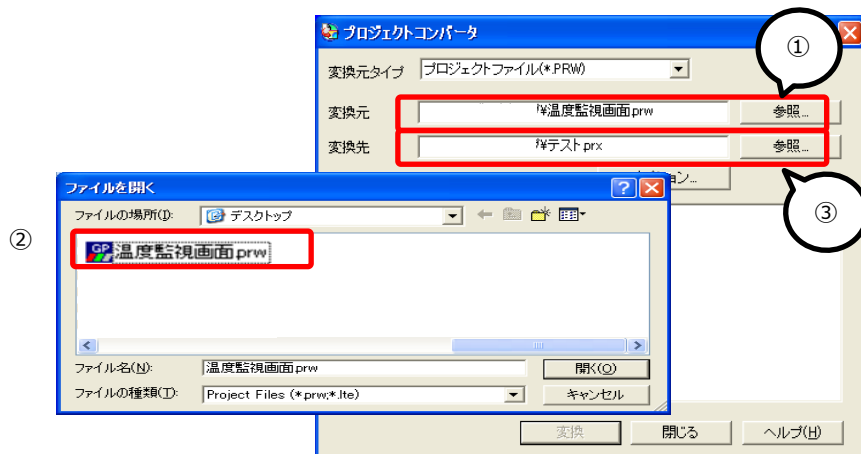 プロジェクトコンバータ
①
変換元タイプ プロジェクトファイル(*.PRW)
変換元 ¥温度監視画面.prw 参照...
変換先 ¥テスト.prx 参照...
ョン...
③
ファイルを開く
ファイルの場所(I): デスクトップ
②
GP 温度監視画面.prw
ファイル名(N): 温度監視画面.prw 開く(O)
ファイルの種類(T): Project Files (*.prw;*.lte) キャンセル
変換 閉じる ヘルプ(H)